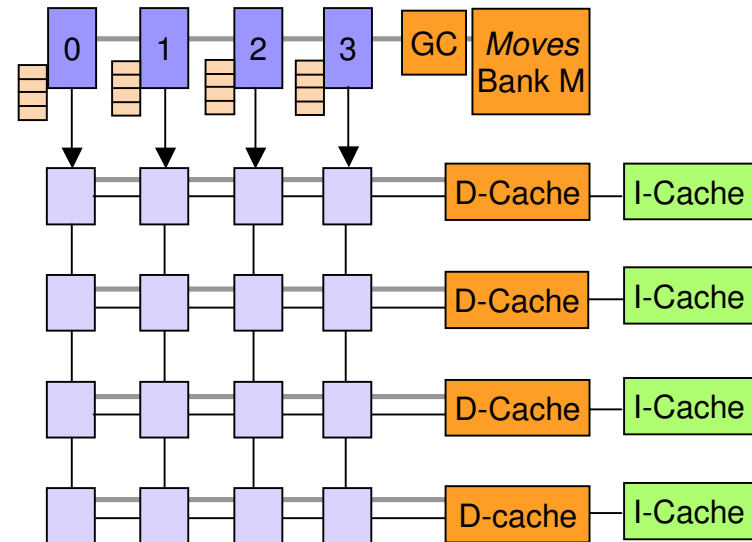 0 1 2 3 GC Moves
Bank M
D-Cache I-Cache
D-Cache I-Cache
D-Cache I-Cache
D-cache I-Cache